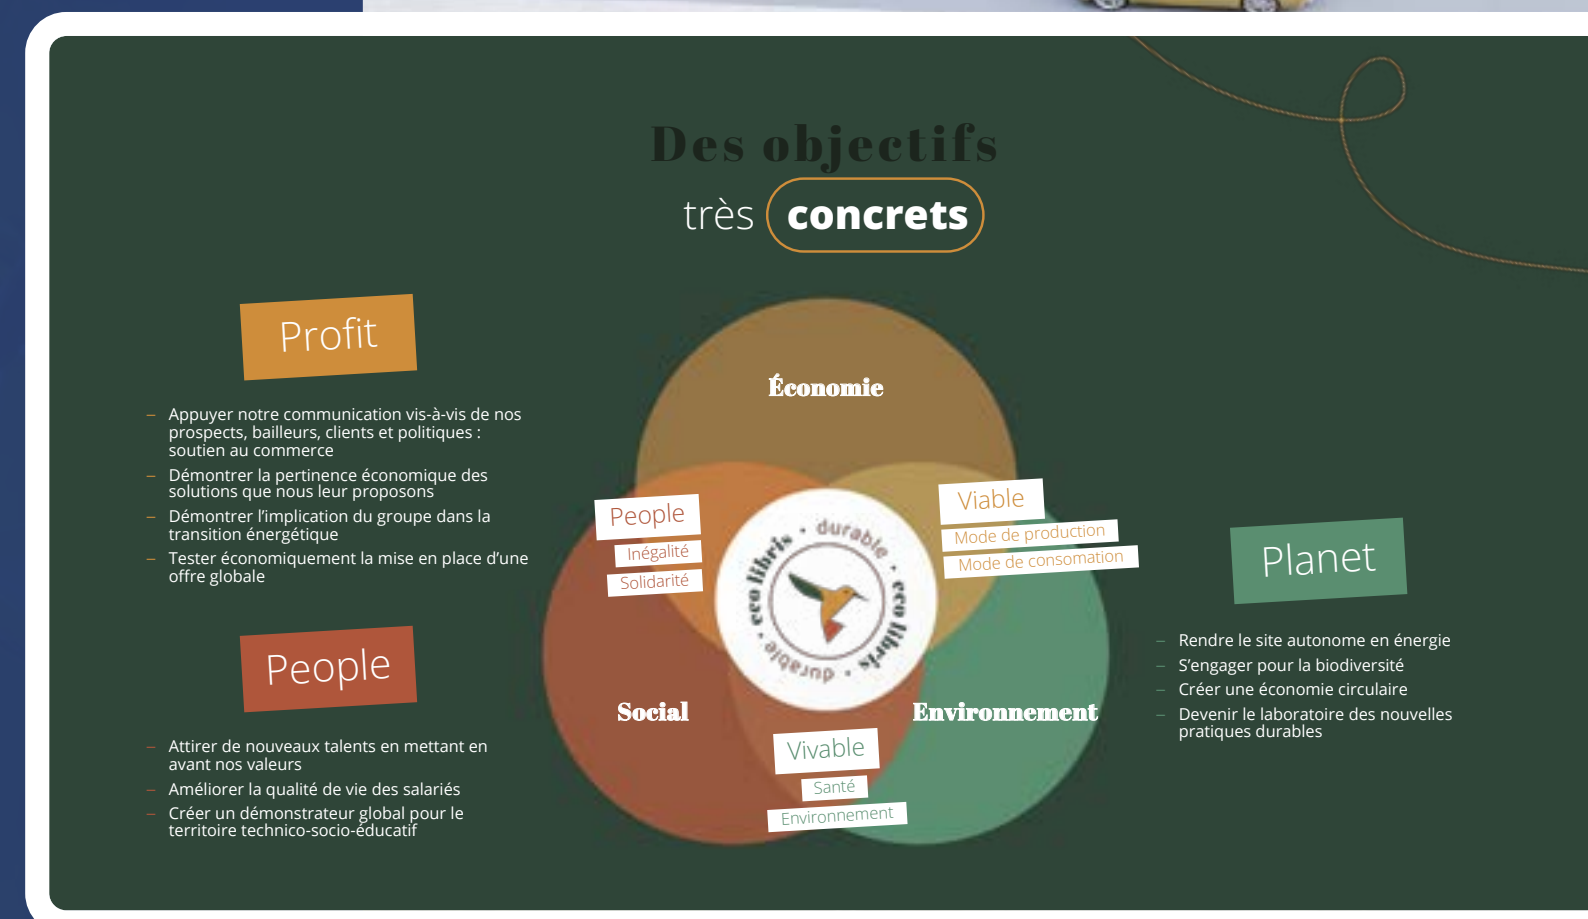 Des objectifs
très concrets
Profit
– Appuyer notre communication vis-à-vis de nos
prospects, bailleurs, clients et politiques :
soutien au commerce
– Démontrer la pertinence économique des
solutions que nous leur proposons
– Démontrer l’implication du groupe dans la
transition énergétique
– Tester économiquement la mise en place d’une
offre globale
People
– Attirer de nouveaux talents en mettant en
avant nos valeurs
– Améliorer la qualité de vie des salariés
– Créer un démonstrateur global pour le
territoire technico-socio-éducatif
Économie
People
Inégalité
Solidarité
Viable
Mode de production
Mode de consomation
durable • eco libris • durable • eco libris •
Social
Environnement
Vivable
Santé
Environnement
Planet
– Rendre le site autonome en énergie
– S’engager pour la biodiversité
– Créer une économie circulaire
– Devenir le laboratoire des nouvelles
pratiques durables